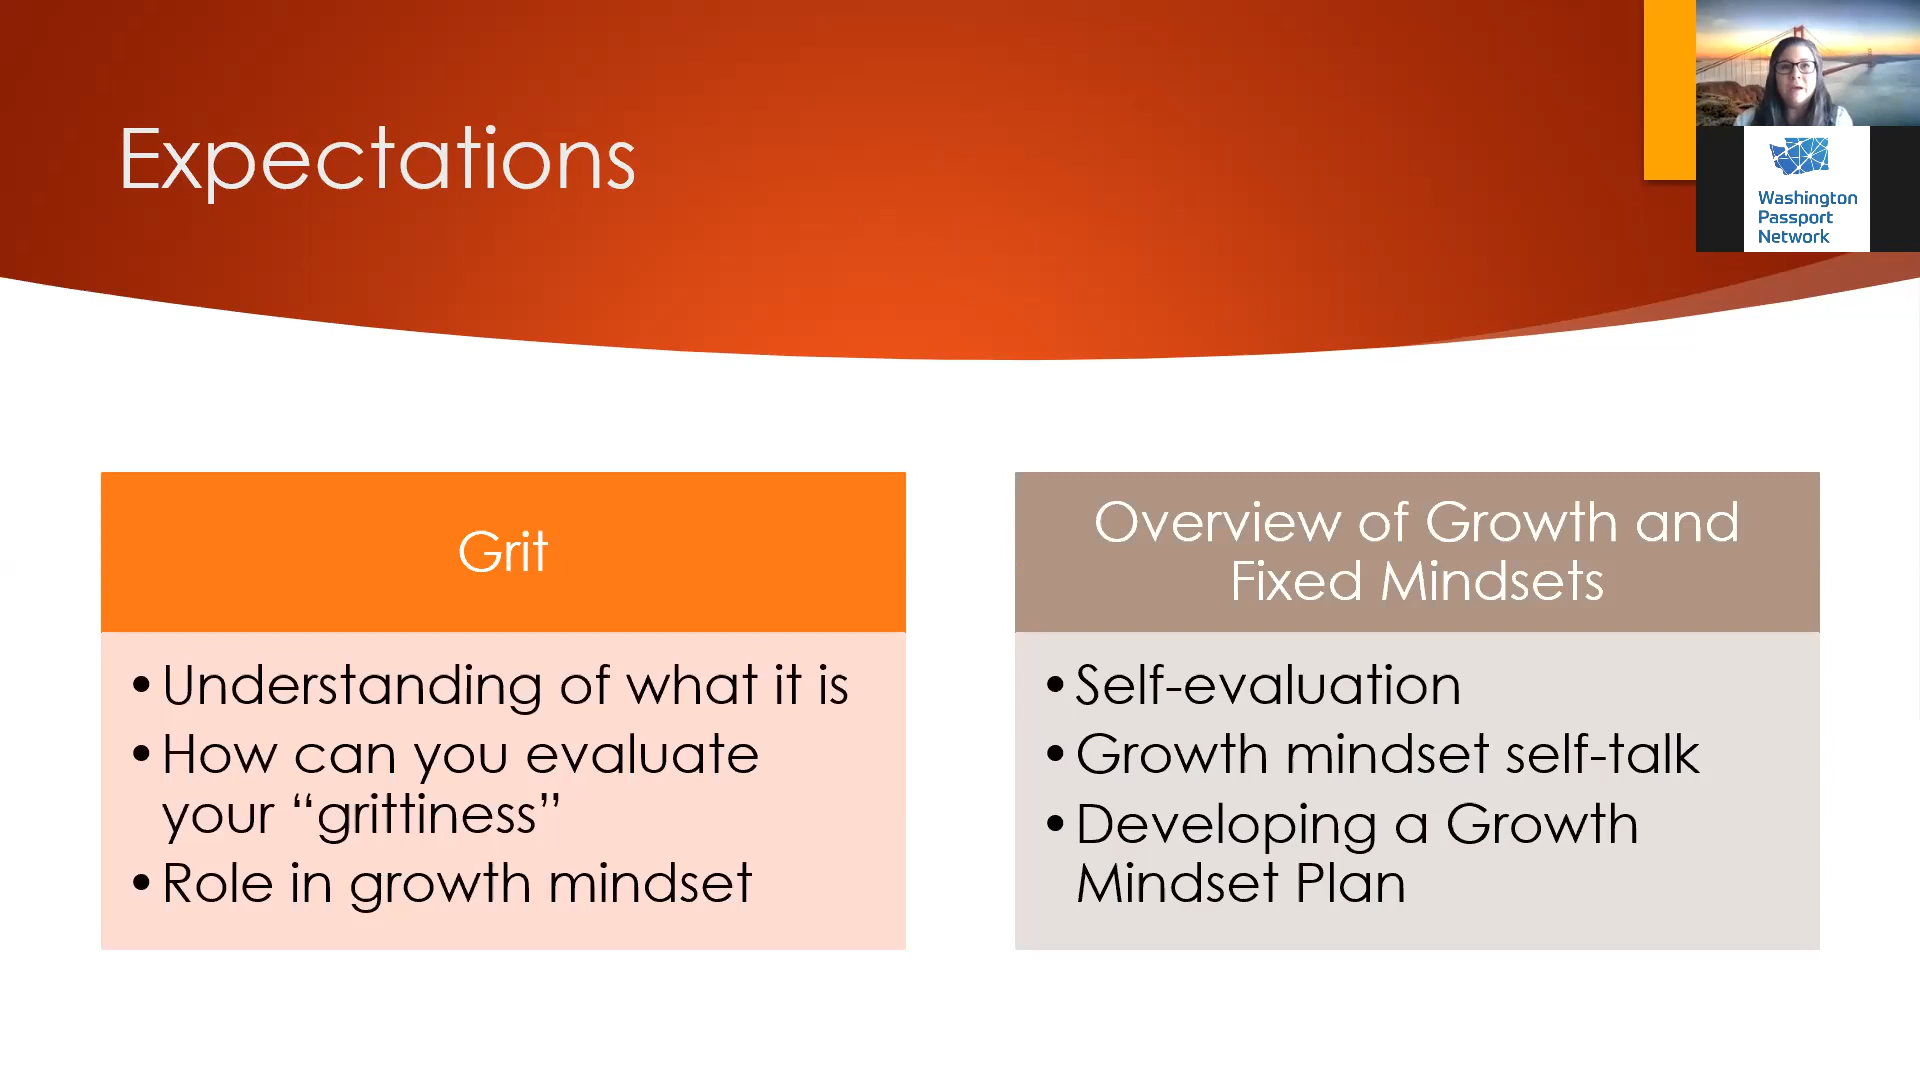 Expectations
Washington
Passport
Network
Grit
•Understanding of what it is
•How can you evaluate
your “grittiness”
•Role in growth mindset
Overview of Growth and
Fixed Mindsets
•Self-evaluation
•Growth mindset self-talk
•Developing a Growth
Mindset Plan